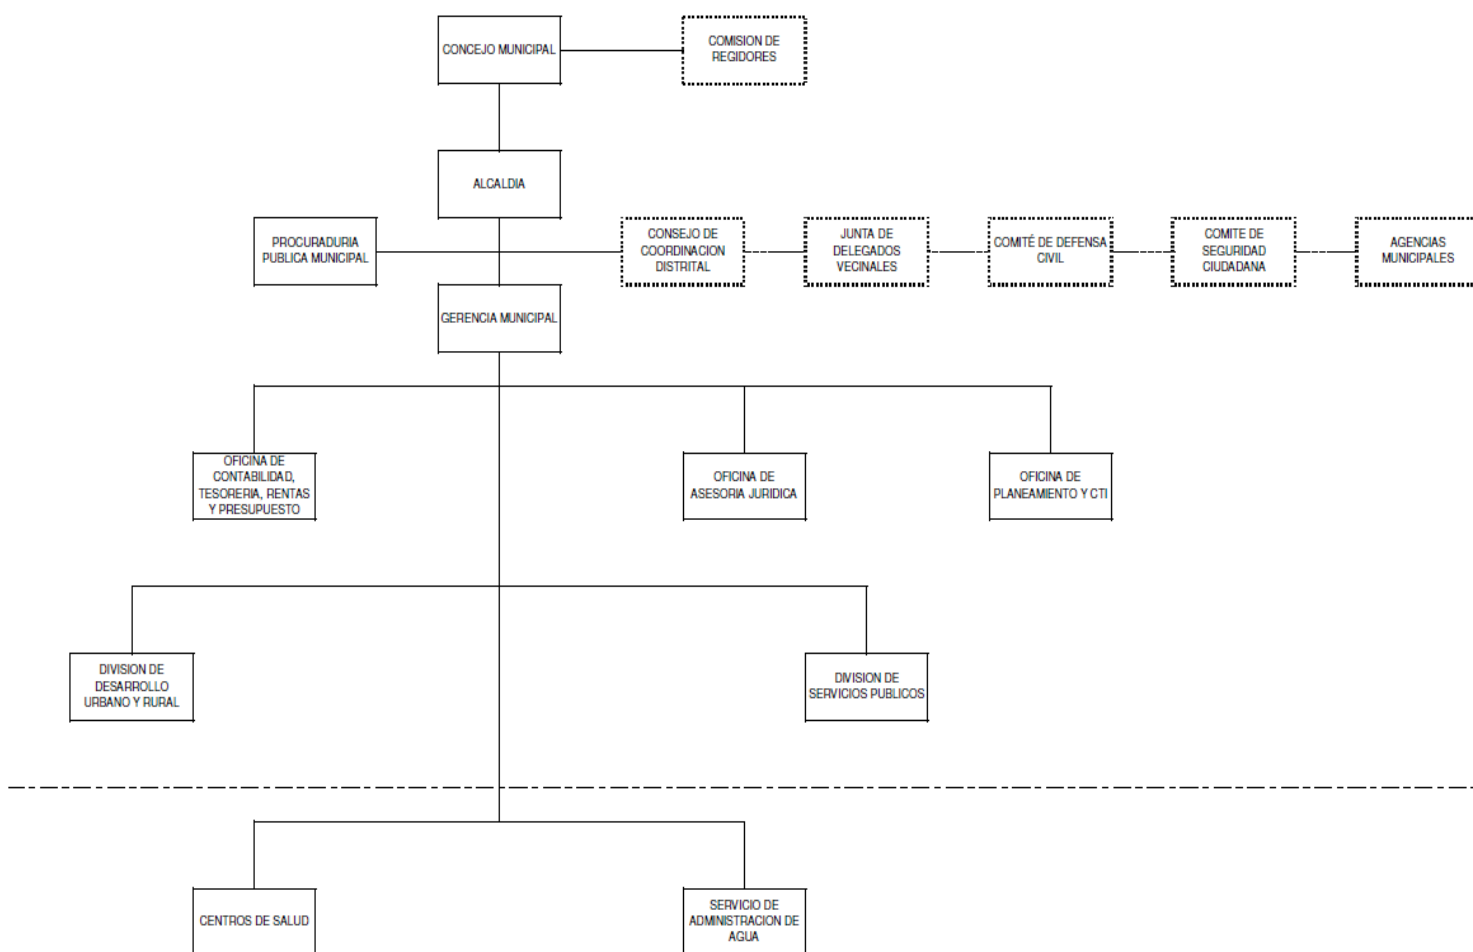 CONCEJO MUNICIPAL
COMISION DE
REGIDORES
ALCALDIA
PROCURADURIA
PUBLICA MUNICIPAL
CONSEJO DE
COORDINACION
DISTRITAL
JUNTA DE
DELEGADOS
VECINALES
COMITÉ DE DEFENSA
CIVIL
COMITE DE
SEGURIDAD
CIUDADANA
AGENCIAS
MUNICIPALES
GERENCIA MUNICIPAL
OFICINA DE
CONTABILIDAD,
TESORERIA, RENTAS
Y PRESUPUESTO
OFICINA DE
ASESORIA JURIDICA
OFICINA DE
PLANEAMIENTO Y CTI
DIVISION DE
DESARROLLO
URBANO Y RURAL
DIVISION DE
SERVICIOS PUBLICOS
CENTROS DE SALUD
SERVICIO DE
ADMINISTRACION DE
AGUA